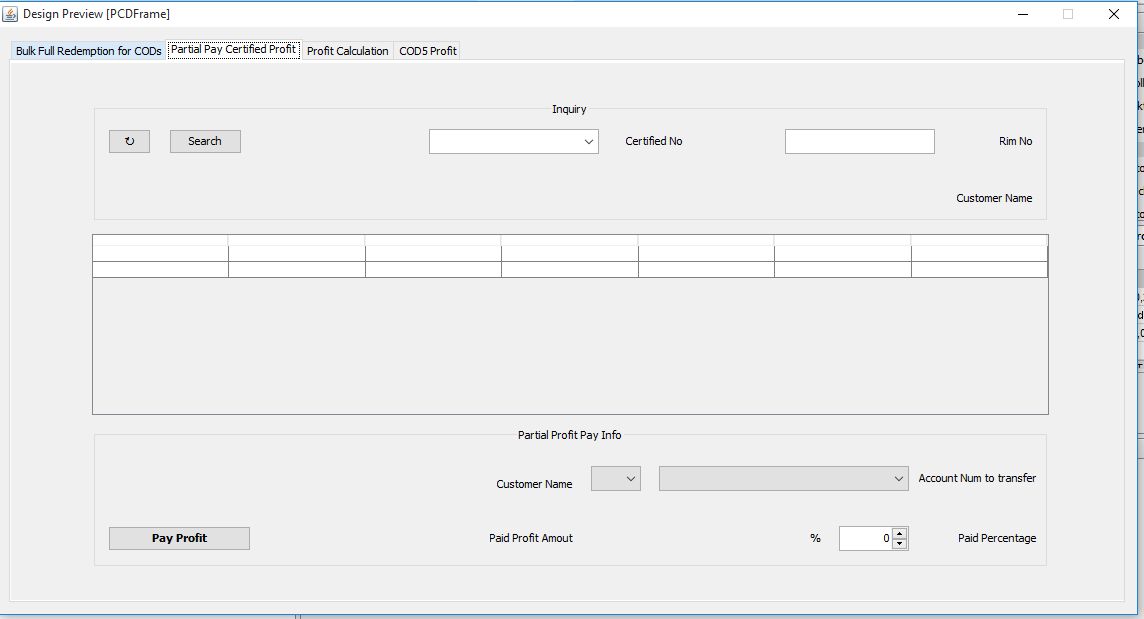 Design Preview [PCDFrame]
Bulk Full Redemption for CODs Partial Pay Certified Profit Profit Calculation COD5 Profit
Inquiry
↻ Search Certified No Rim No
Customer Name
Partial Profit Pay Info
Customer Name Account Num to transfer
Pay Profit Paid Profit Amout % 0 Paid Percentage